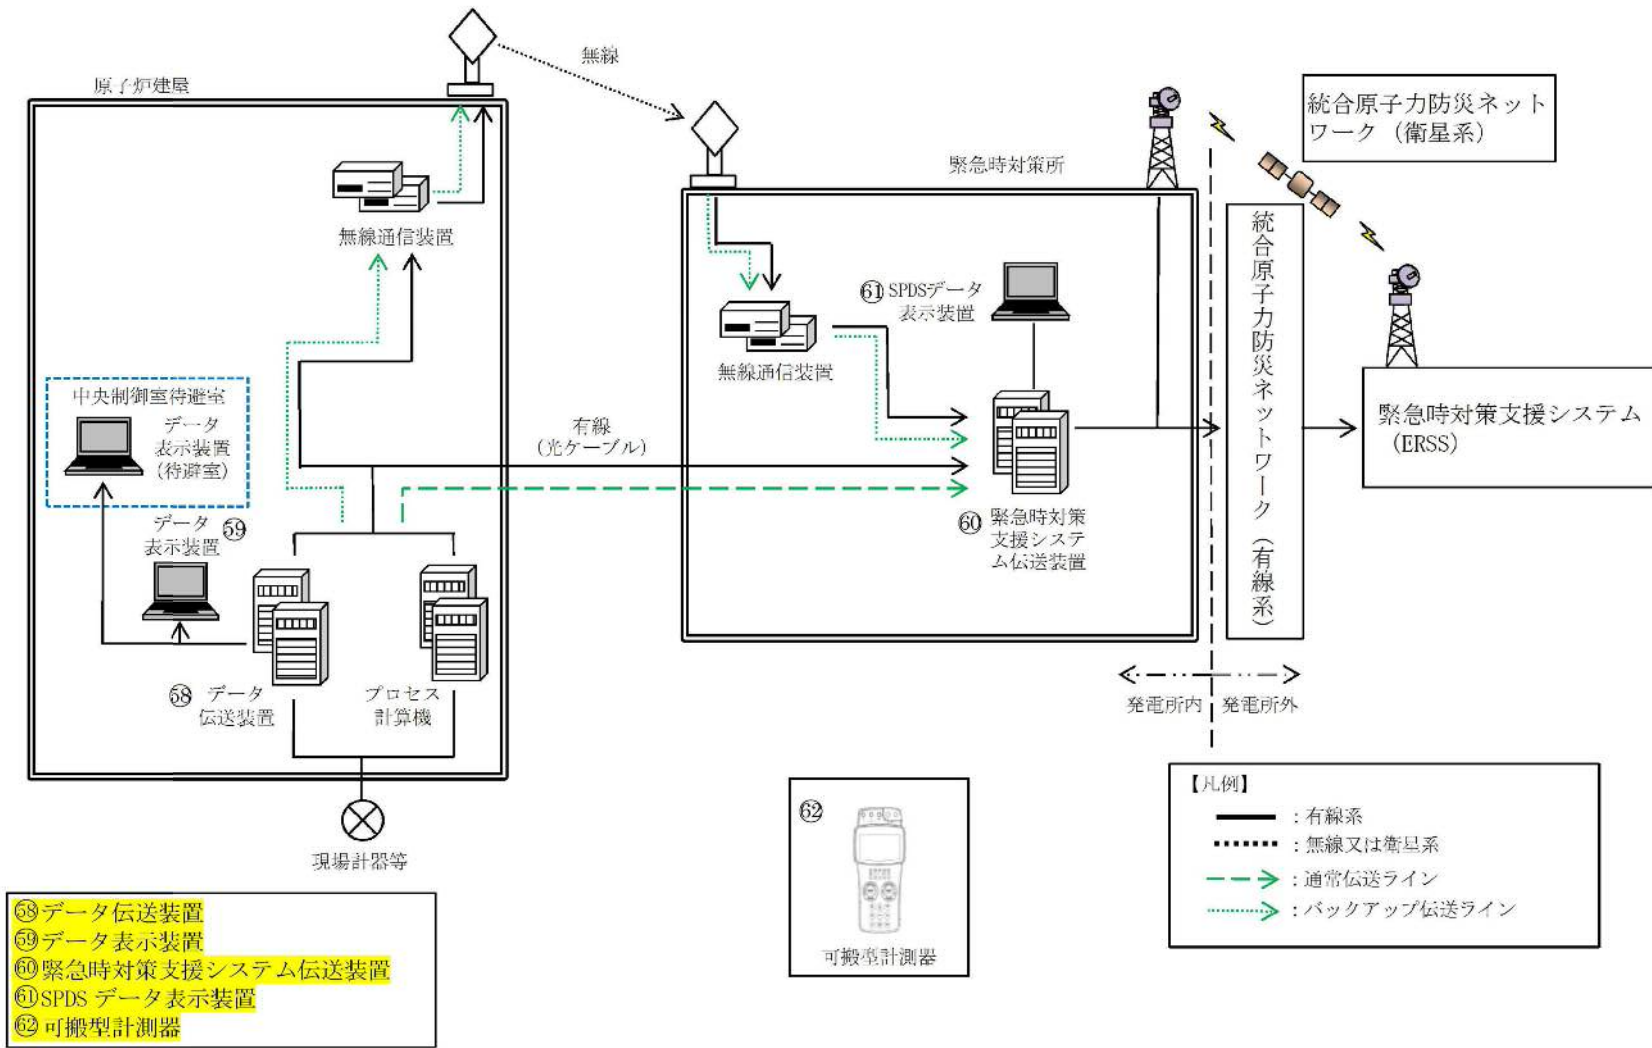 原子炉建屋
無線
無線通信装置
中央制御室待避室
データ
表示装置
(待避室)
データ
表示装置
㊾
㊽
データ
伝送装置
プロセス
計算機
現場計器等
有線
(光ケーブル)
緊急時対策所
無線通信装置
61
SPDSデータ
表示装置
60
緊急時対策
支援システ
ム伝送装置
統合原子力防災ネット
ワーク（衛星系）
統合原子力防災ネットワーク（有線系）
緊急時対策支援システム
（ERSS）
発電所内
発電所外
62
可搬型計測器
【凡例】
：有線系
：無線又は衛星系
：通常伝送ライン
：バックアップ伝送ライン
58データ伝送装置
59データ表示装置
60緊急時対策支援システム伝送装置
61SPDS データ表示装置
62可搬型計測器